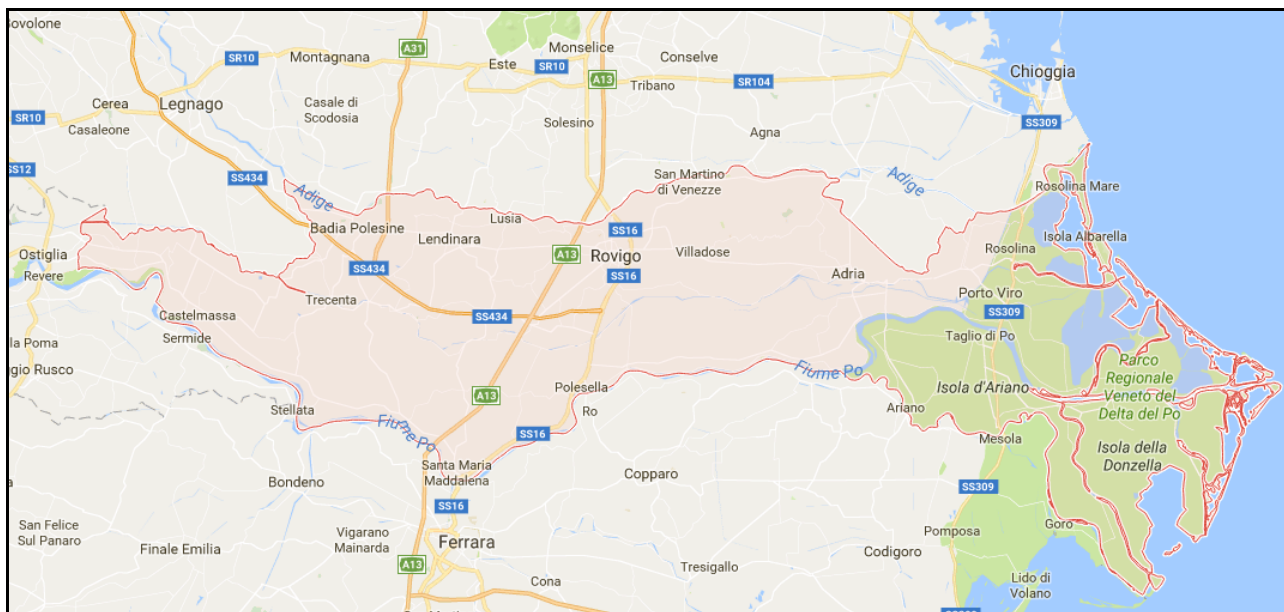 ovolone
A31
Monselice
Conselve
SR10
Montagnana
Este
SR10
A13
Tribano
SR104
Chioggia
Cerea
Legnago
Casale di
Scodosia
SR10
Casaleone
Solesino
Agna
SS309
SS12
SS434
Adige
San Martino
di Venezze
Adige
Rosolina Mare
Lusia
Badia Polesine
Lendinara
SS16
Isola Albarella
Ostiglia
A13
Rovigo
Villadose
Rosolina
Revere
SS434
SS16
Adria
Trecenta
Porto Viro
Castelmassa
SS434
SS309
Sermide
Taglio di Po
lla Poma
gio Rusco
Fiume Po
Parco
Regionale
Veneto del
Delta del Po
Polesella
Isola d'Ariano
A13
Stellata
Ro
Ariano
Fiume Po
SS16
Mesola
Isola della
Donzella
Santa Maria
Maddalena
Copparo
Bondeno
SS309
SS16
San Felice
Sul Panaro
Vigarano
Mainarda
Goro
Pomposa
Finale Emilia
Ferrara
Codigoro
A13
Tresigallo
Cona
Lido di
Volano